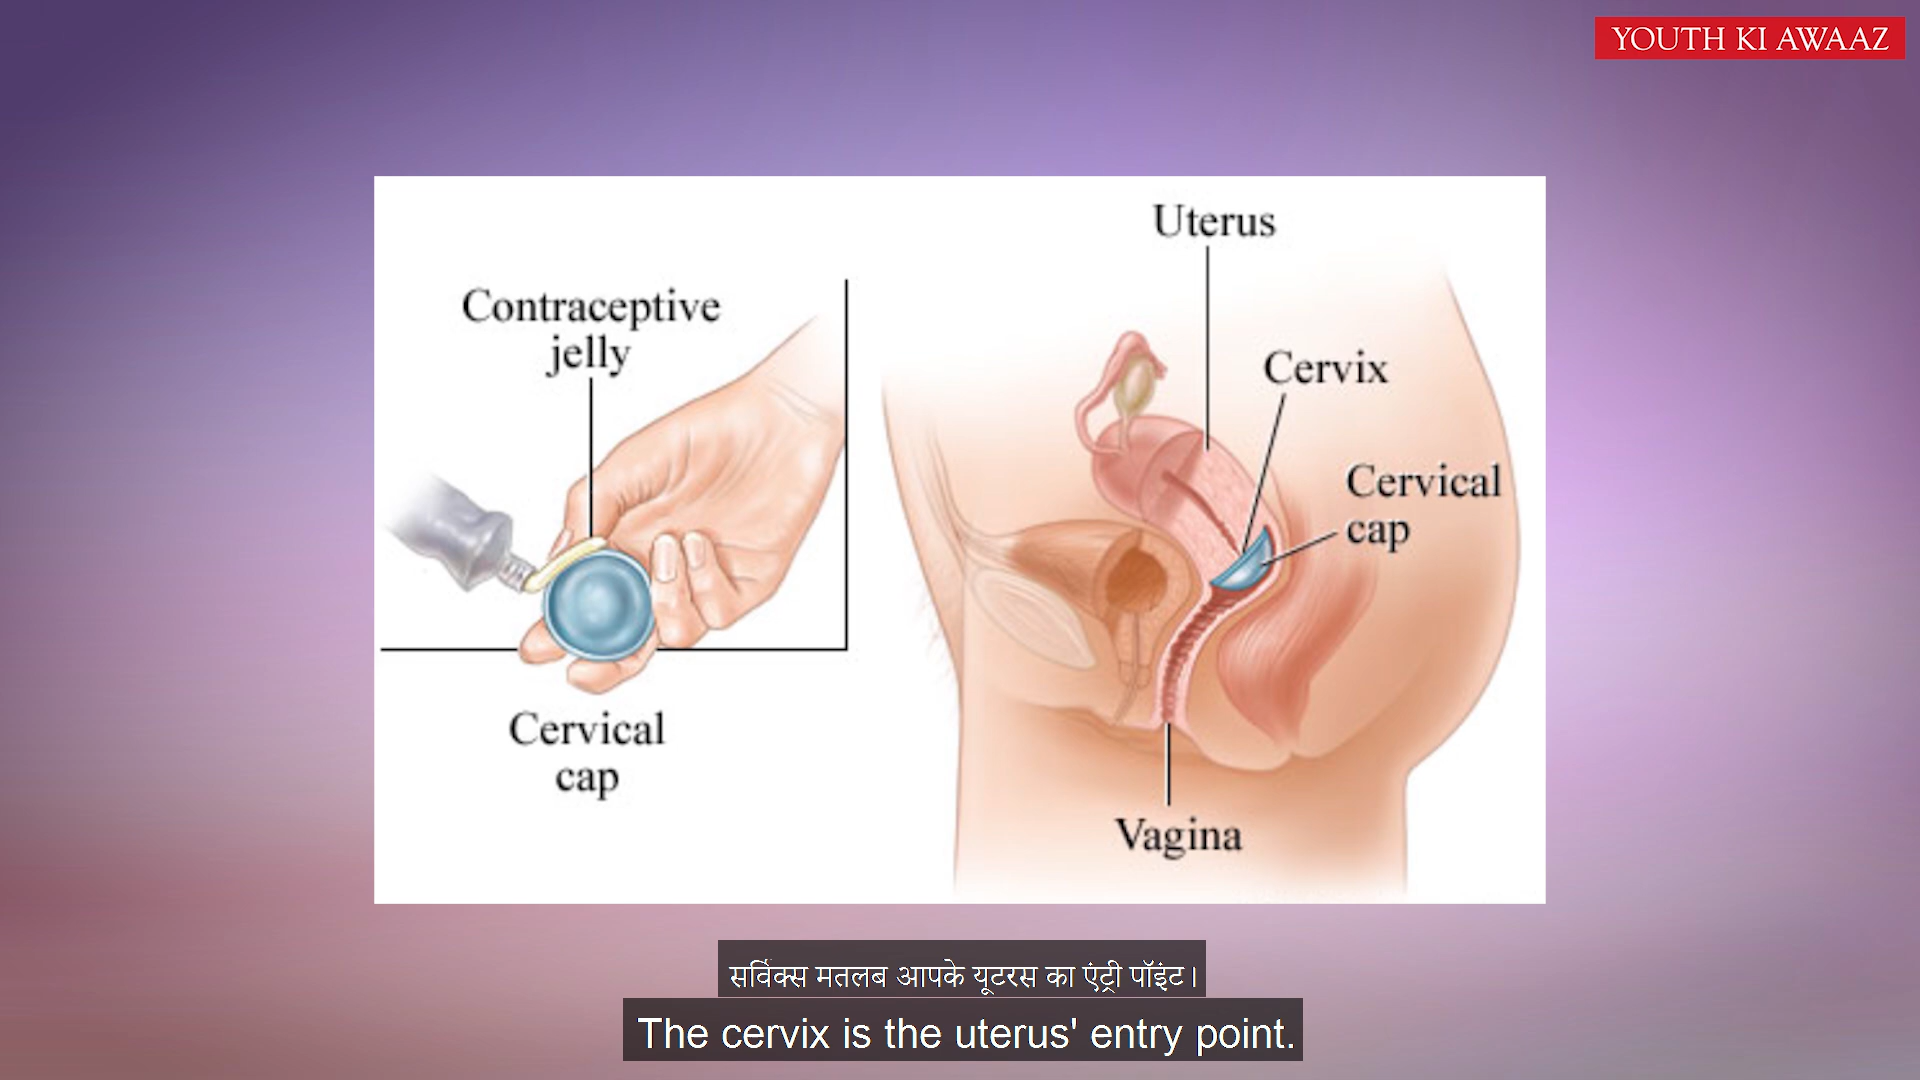 YOUTH KI AWAAZ
Contraceptive
jelly
Cervical
cap
Uterus
Cervix
Cervical
cap
Vagina
सर्विक्स मतलब आपके यूटरस का एंट्री पॉइंट।
The cervix is the uterus' entry point.